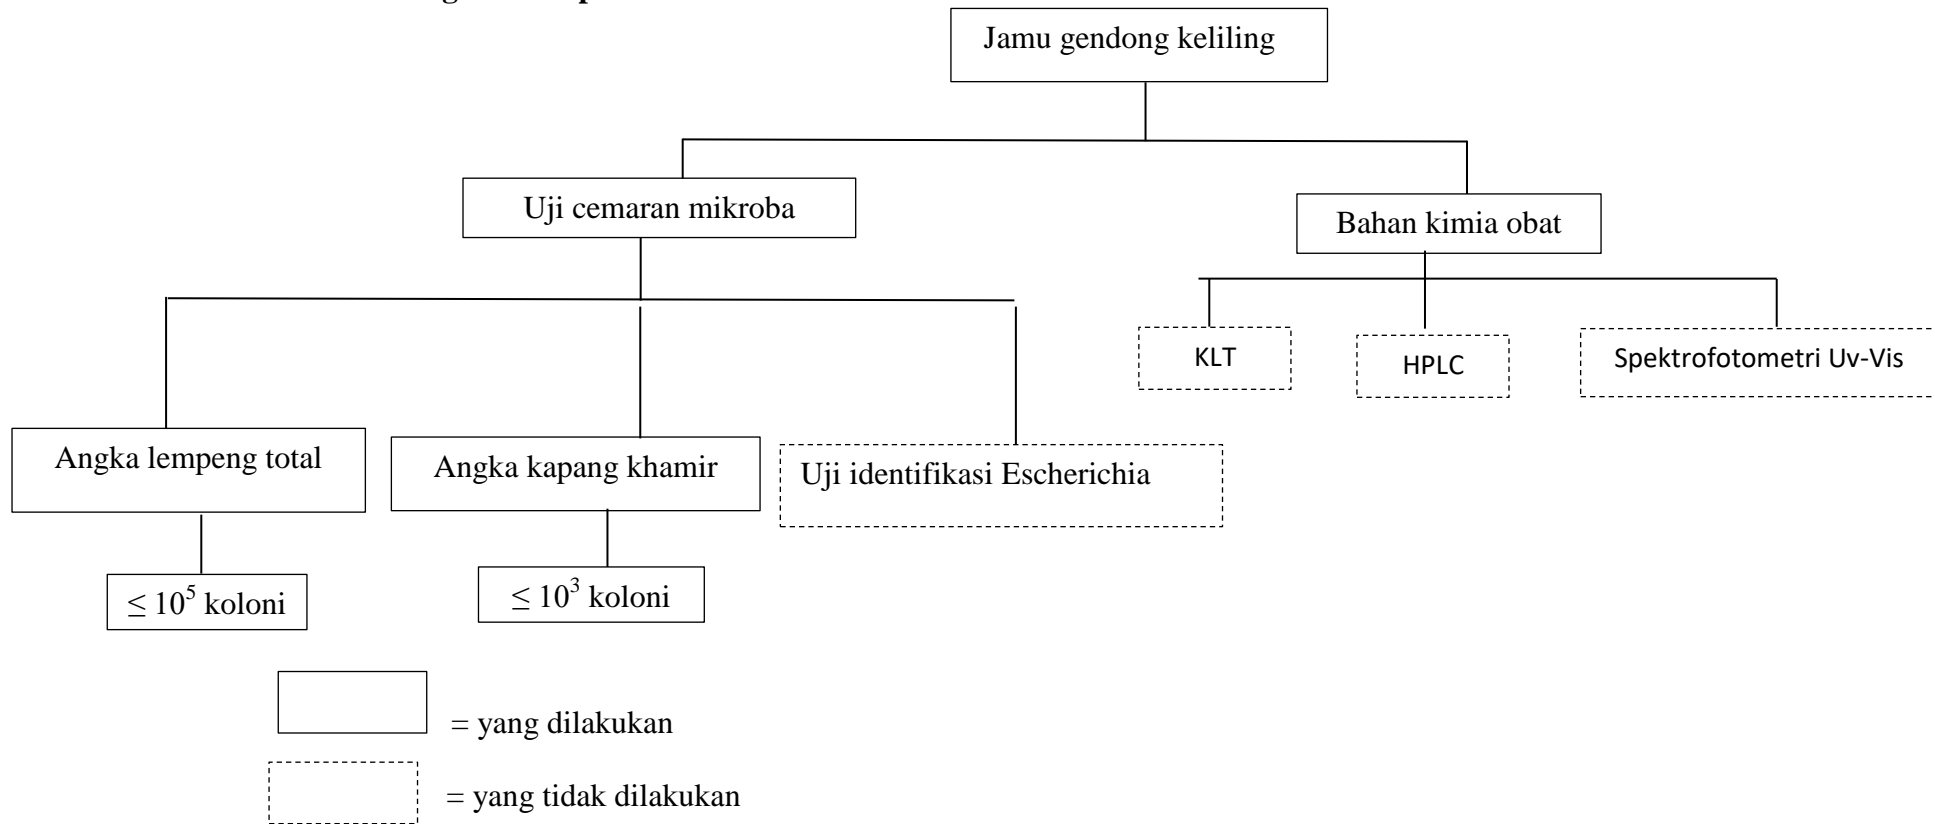 Jamu gendong keliling
Uji cemaran mikroba
Bahan kimia obat
KLT
HPLC
Spektrofotometri Uv-Vis
Angka lempeng total
Angka kapang khamir
Uji identifikasi Escherichia
≤ 10⁵ koloni
≤ 10³ koloni
= yang dilakukan
= yang tidak dilakukan